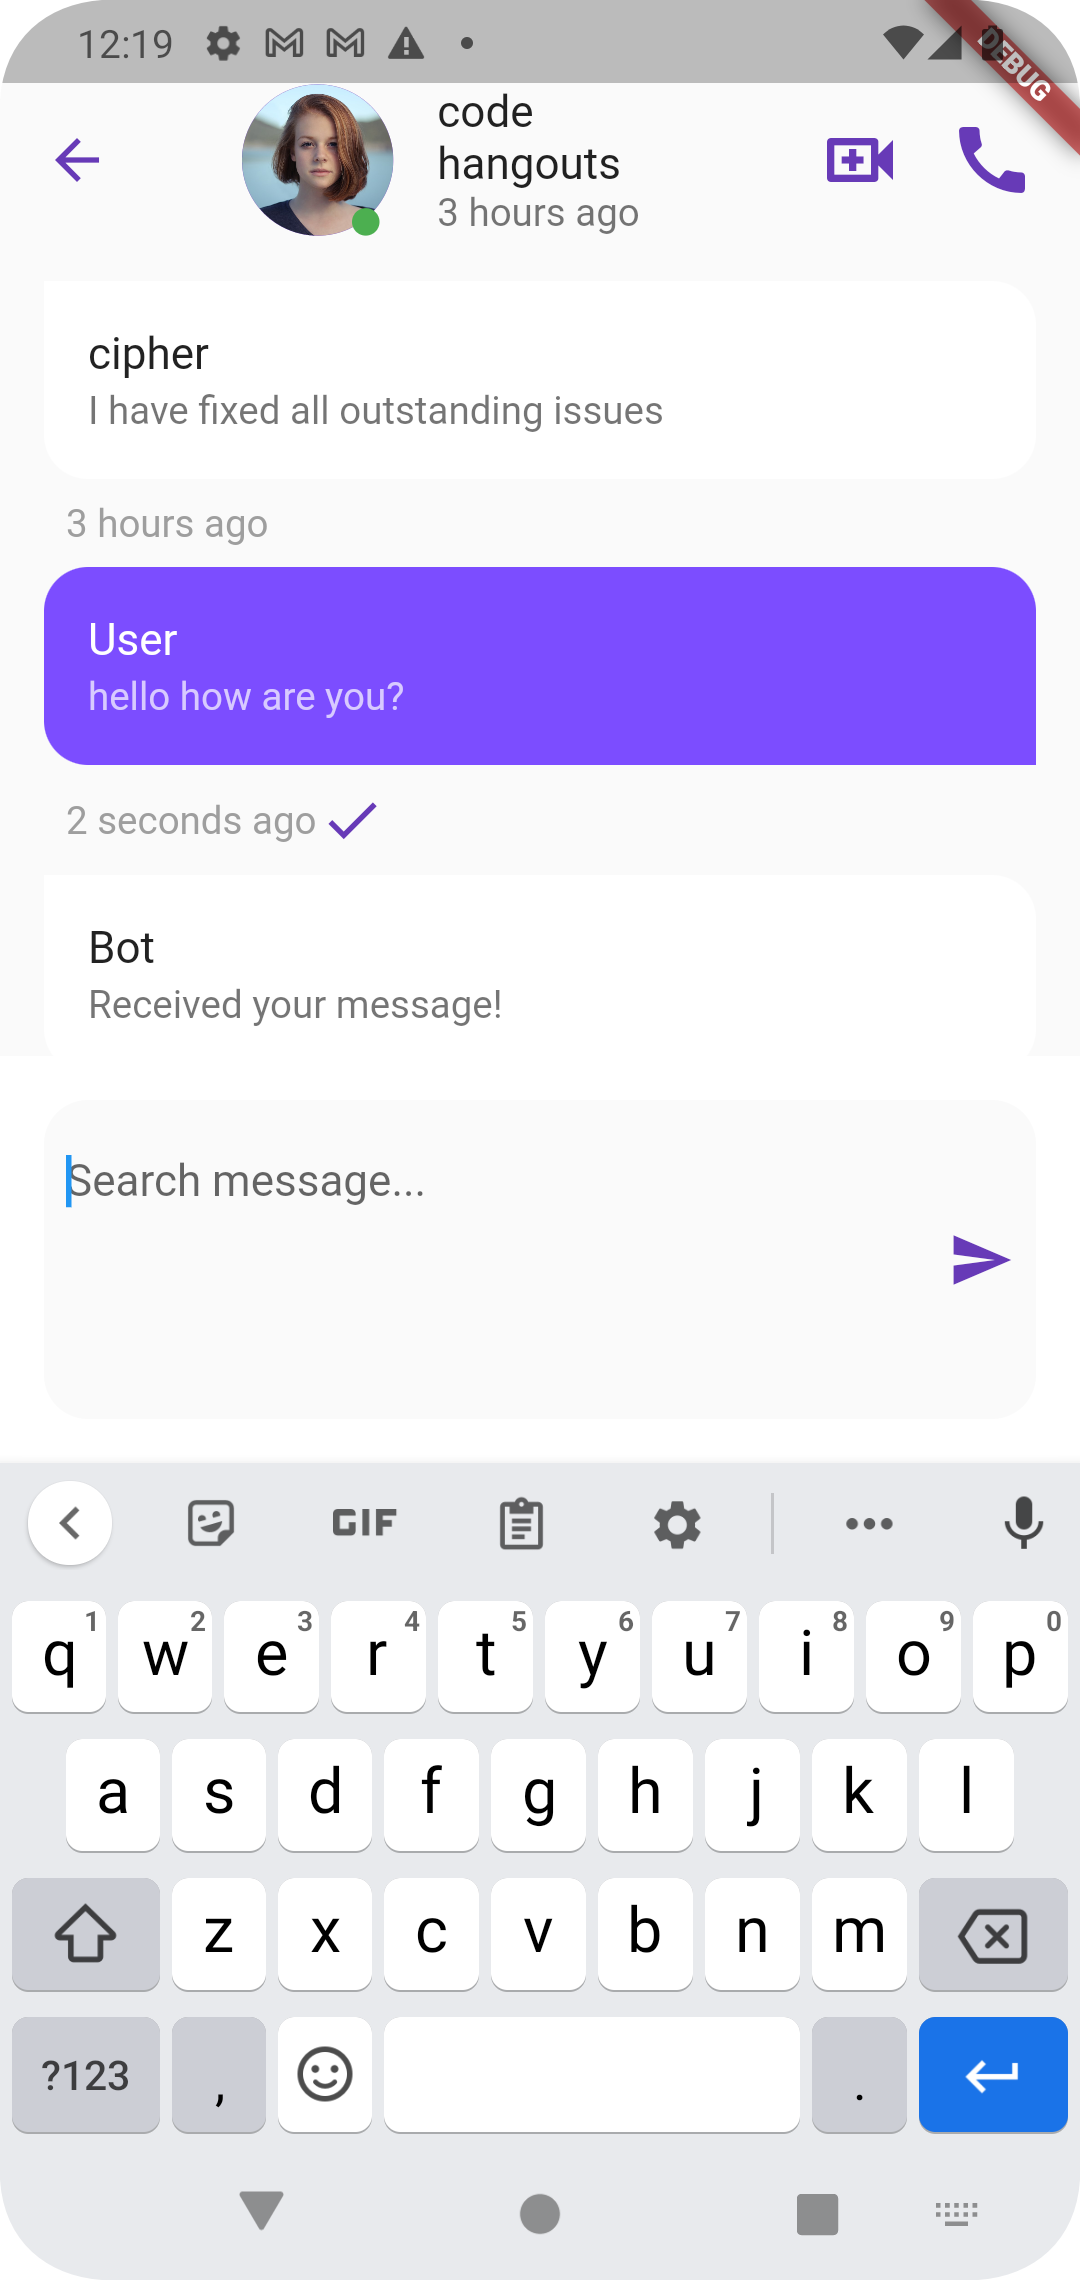 12:19
DEBUG
code
hangouts
3 hours ago
cipher
I have fixed all outstanding issues
3 hours ago
User
hello how are you?
2 seconds ago
Bot
Received your message!
Search message...
GIF
1 2 3 4 5 6 7 8 9 0
q w e r t y u i o p
a s d f g h j k l
z x c v b n m
?123 , .